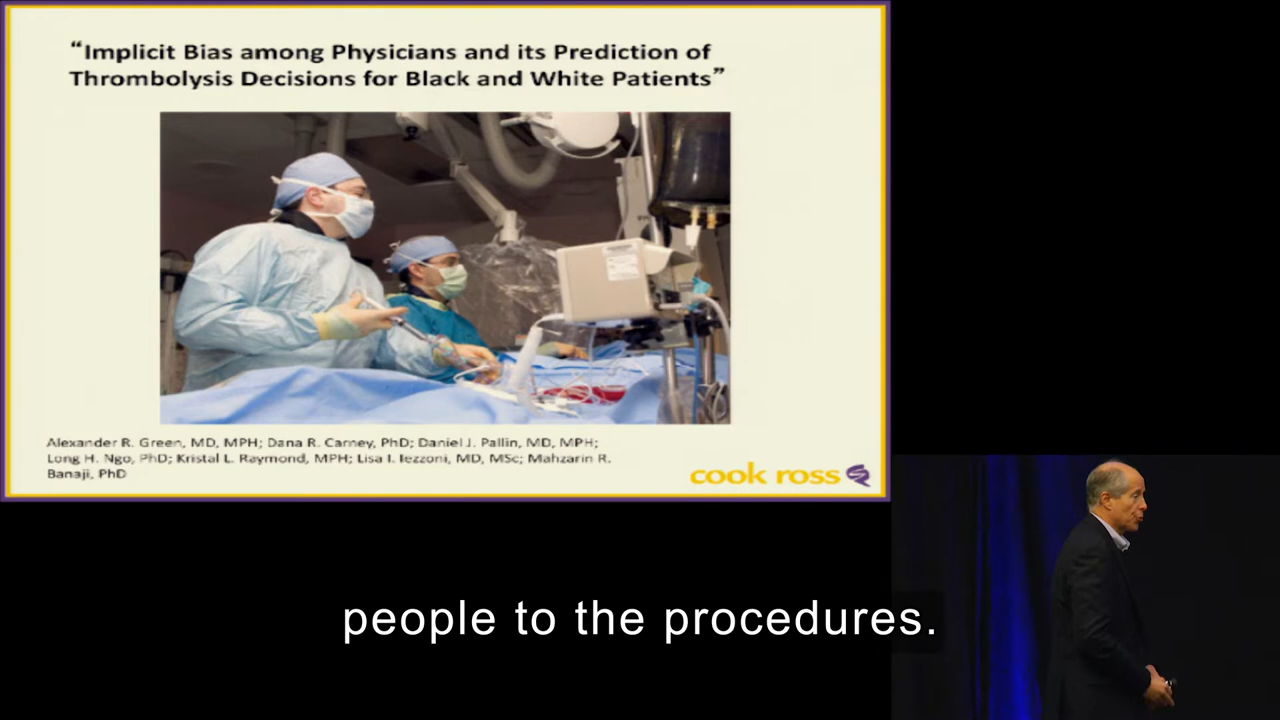 “Implicit Bias among Physicians and its Prediction of
Thrombolysis Decisions for Black and White Patients”
Alexander R. Green, MD, MPH; Dana R. Carney, PhD; Daniel J. Pallin, MD, MPH;
Long H. Ngo, PhD; Kristal L. Raymond, MPH; Lisa I. Iezzoni, MD, MSc; Mahzarin R.
Banaji, PhD
cook ross
people to the procedures.